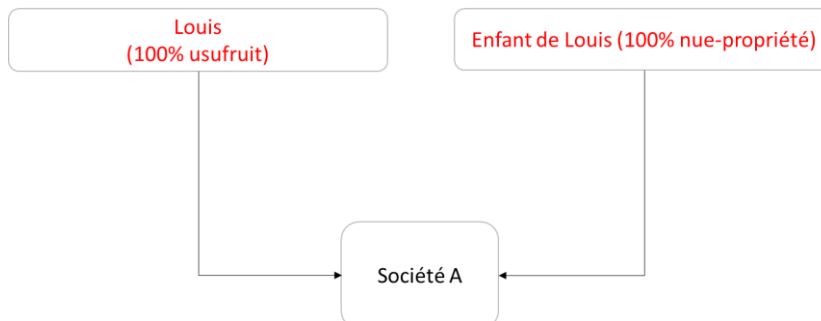 Louis
(100% usufruit)
Enfant de Louis (100% nue-propriété)
Société A